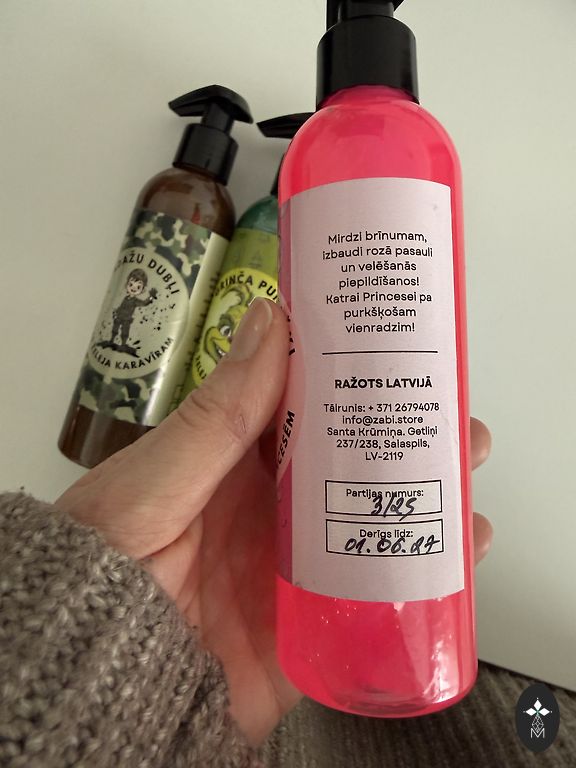 Mirdzi brīnumam,
izbaudi rozā pasauli
un velēšanās
piepildīšanos!
Katrai Princesei pa
purkšķošam
vienradzim!
RAŽOTS LATVIJĀ
Tālrunis: + 371 26794078
info@zabi.store
Santa Krūmiņa. Getliņi
237/238, Salaspils,
LV-2119
Partijas numurs:
3/25
Derīgs līdz:
01.06.27
DUBĻI
KARAVĪRAM
M